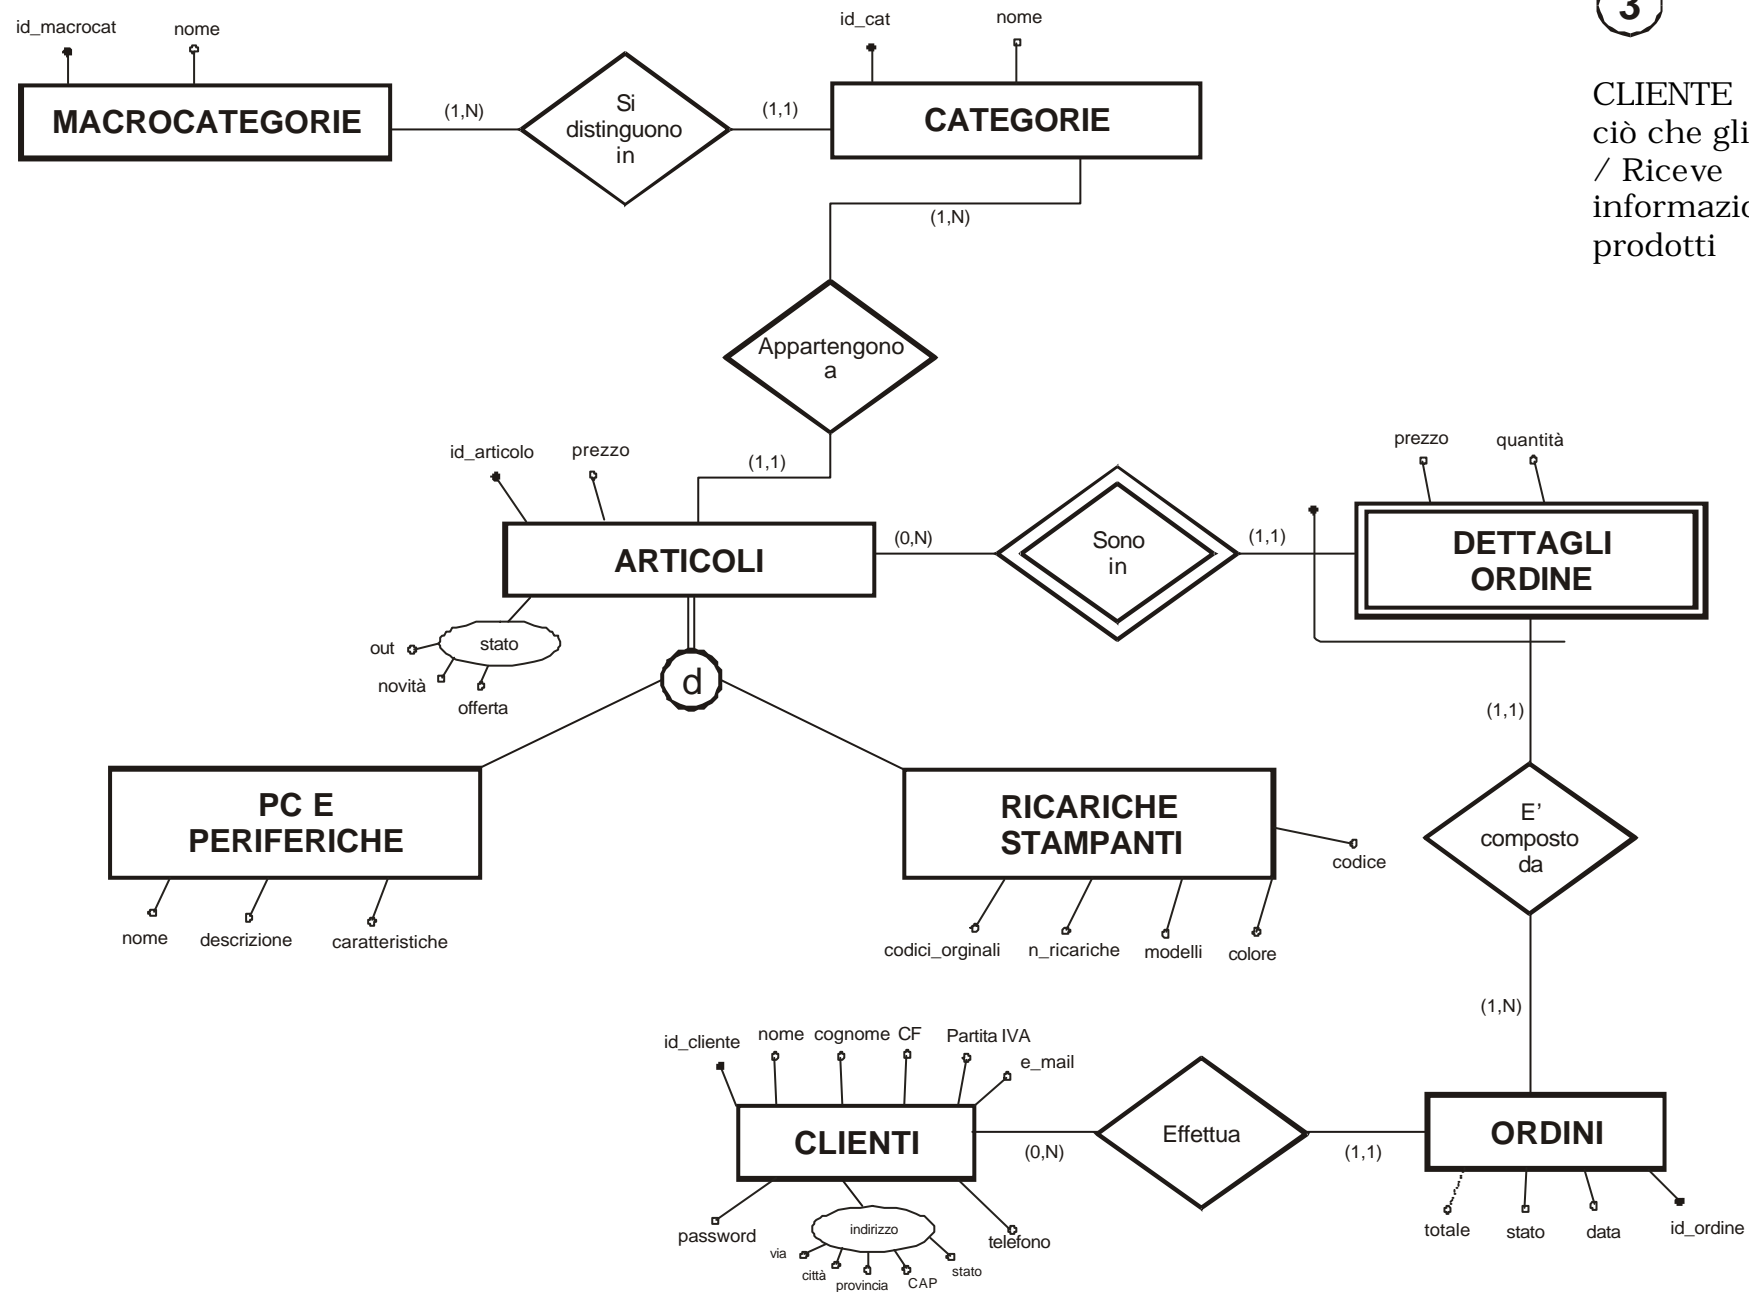 id_macrocat
nome
id_cat
nome
3
MACROCATEGORIE
(1,N)
Si
distinguono
in
(1,1)
CATEGORIE
CLIENTE
ciò che gli
/ Riceve
prodotti
(1,N)
Appartengono
a
(1,1)
id_articolo
prezzo
ARTICOLI
(0,N)
Sono
in
(1,1)
prezzo
quantità
DETTAGLI
ORDINE
stato
out
novità
offerta
d
(1,1)
PC E
PERIFERICHE
nome
descrizione
caratteristiche
RICARICHE
STAMPANTI
codice
codici_orginali
n_ricariche
modelli
colore
E'
composto
da
(1,N)
id_cliente
nome
cognome
CF
Partita IVA
e_mail
CLIENTI
(0,N)
Effettua
(1,1)
ORDINI
password
indirizzo
telefono
via
città
provincia
CAP
stato
totale
stato
data
id_ordine